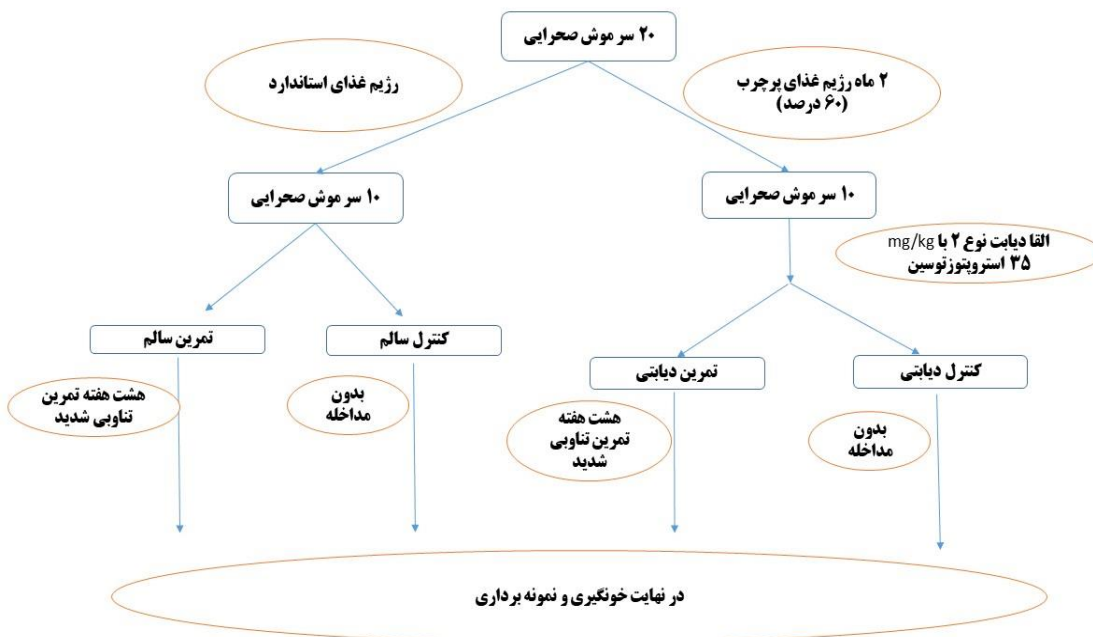 ۲۰ سر موش صحرایی
۲ ماه رژیم غذای پرچرب
(۶۰ درصد)
رژیم غذای استاندارد
۱۰ سر موش صحرایی
۱۰ سر موش صحرایی
القا دیابت نوع ۲ با mg/kg
۳۵ استروپتوزتوسین
کنترل دیابتی
تمرین دیابتی
کنترل سالم
تمرین سالم
بدون
مداخله
هشت هفته
تمرین تناوبی
شدید
بدون
مداخله
هشت هفته تمرین
تناوبی شدید
در نهایت خونگیری و نمونه برداری